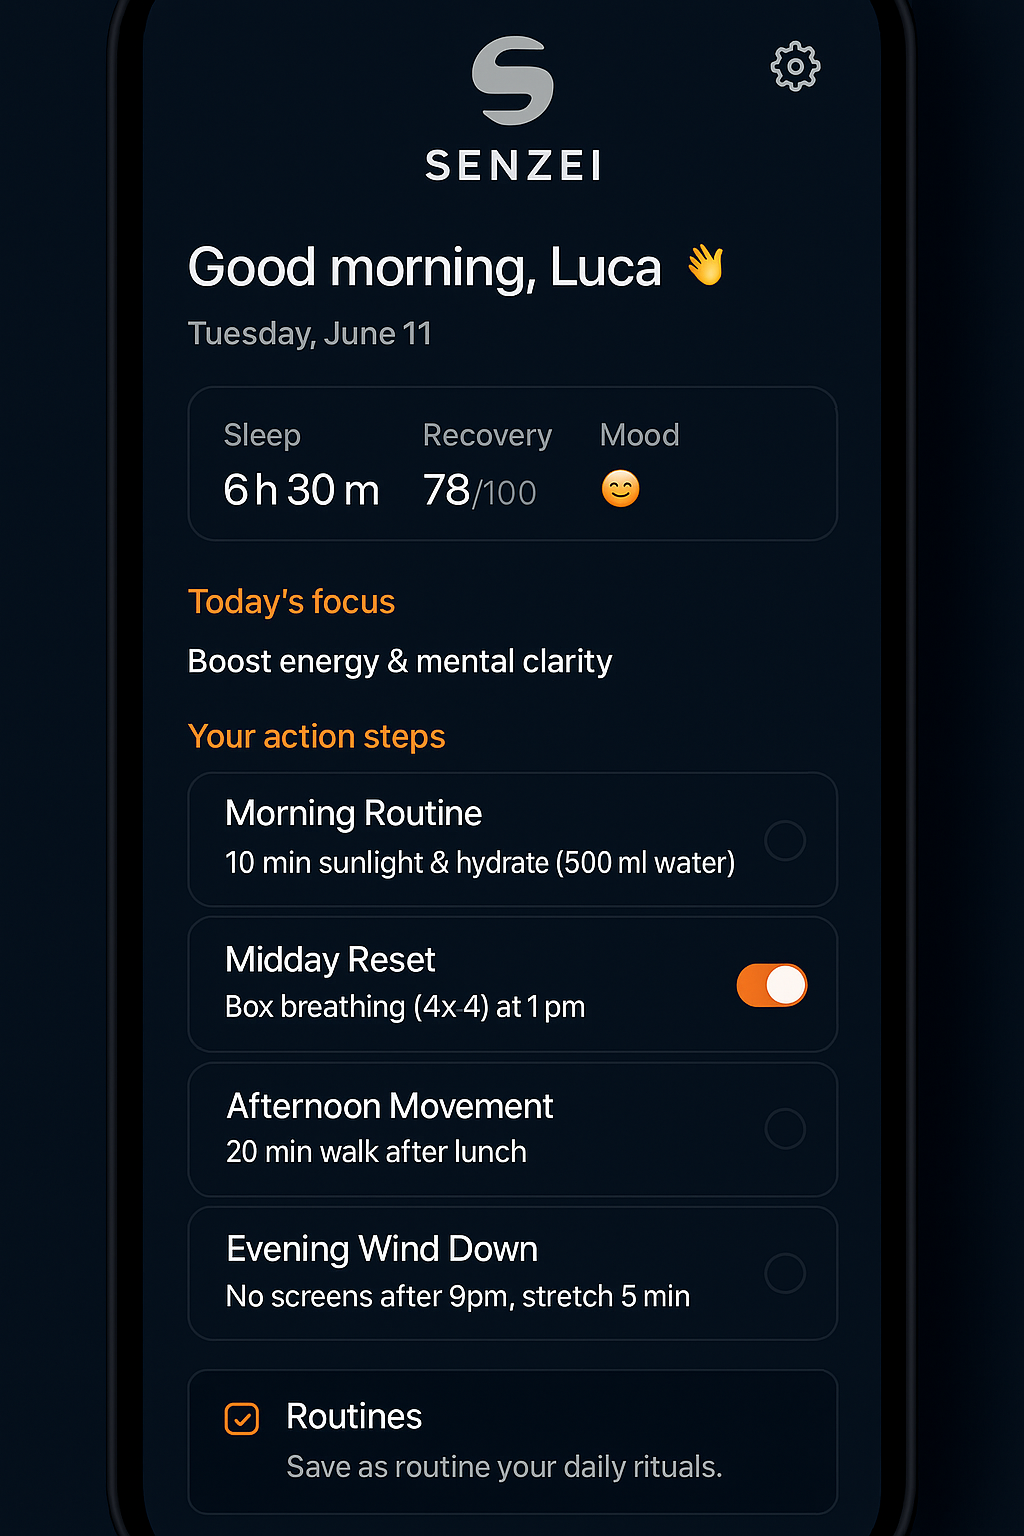 SENZEI
Good morning, Luca 👋
Tuesday, June 11
Sleep Recovery Mood
6 h 30 m 78/100 😊
Today's focus
Boost energy & mental clarity
Your action steps
Morning Routine
10 min sunlight & hydrate (500 ml water)
Midday Reset
Box breathing (4x-4) at 1 pm
Afternoon Movement
20 min walk after lunch
Evening Wind Down
No screens after 9pm, stretch 5 min
Routines
Save as routine your daily rituals.